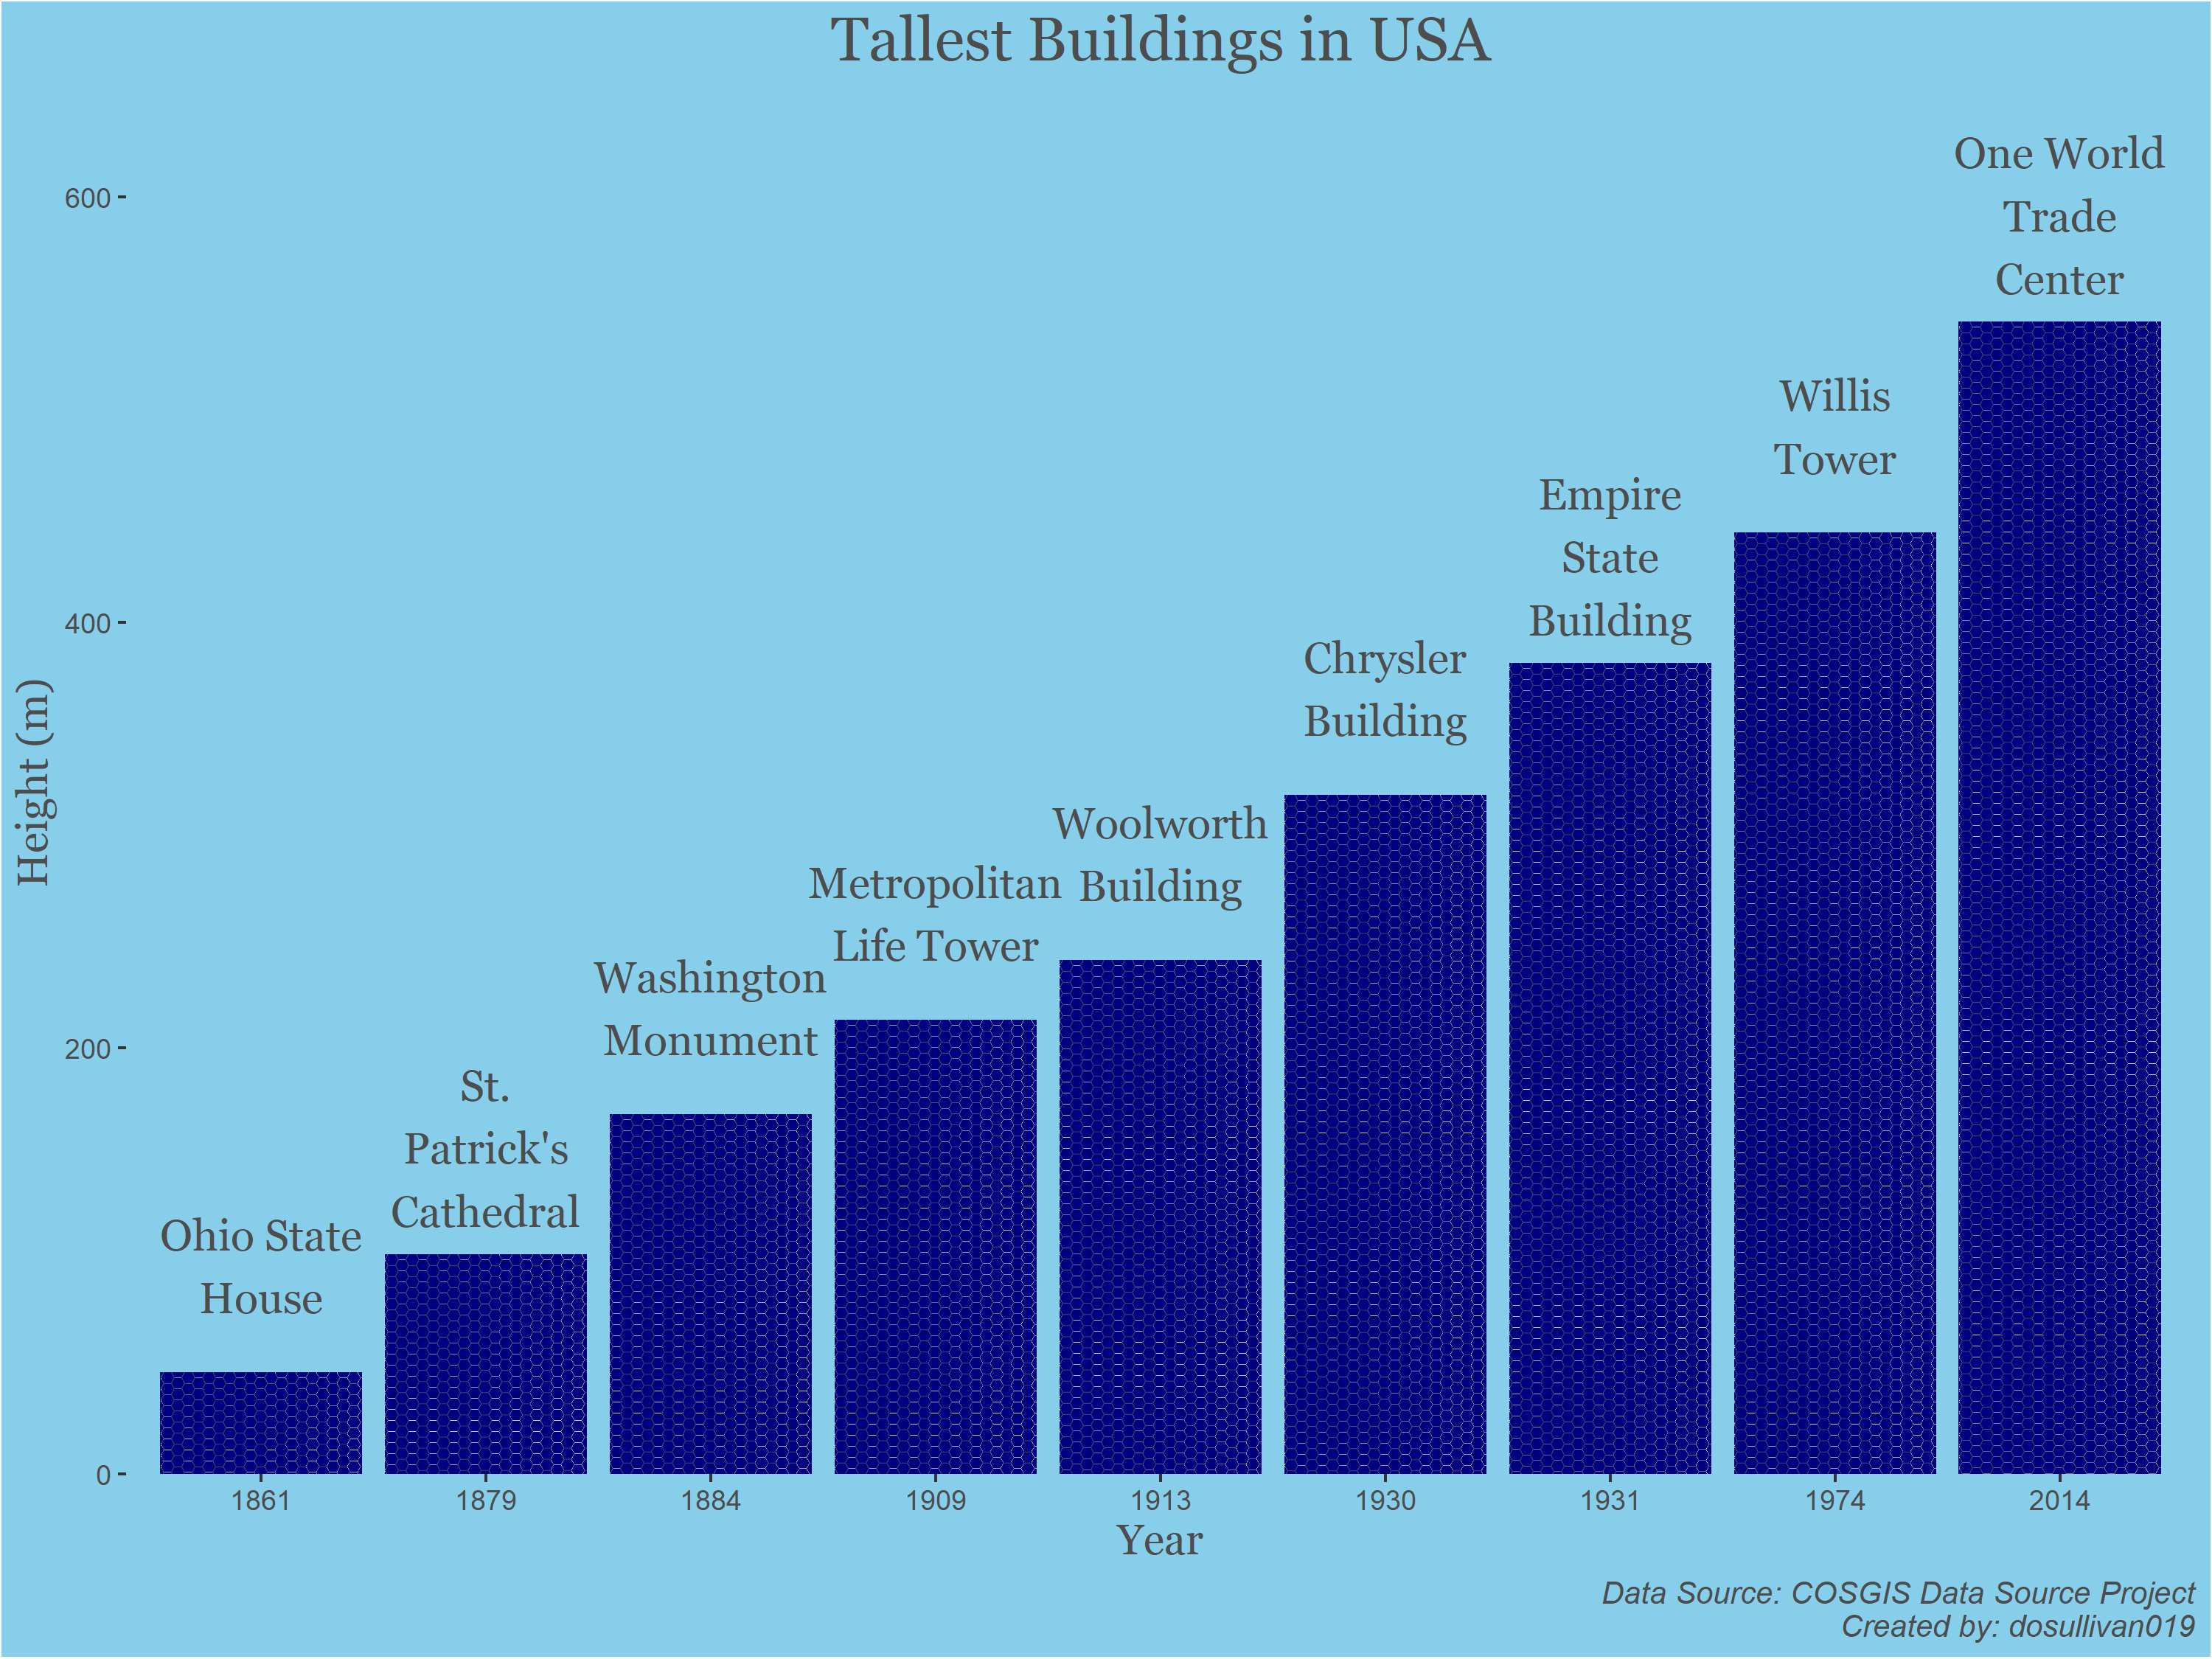 Tallest Buildings in USA
Height (m)
600
400
200
0
Ohio State
House
St.
Patrick's
Cathedral
Washington
Monument
Metropolitan
Life Tower
Woolworth
Building
Chrysler
Building
Empire
State
Building
Willis
Tower
One World
Trade
Center
1861
1879
1884
1909
1913
1930
1931
1974
2014
Year
Data Source: COSGIS Data Source Project
Created by: dosullivan019